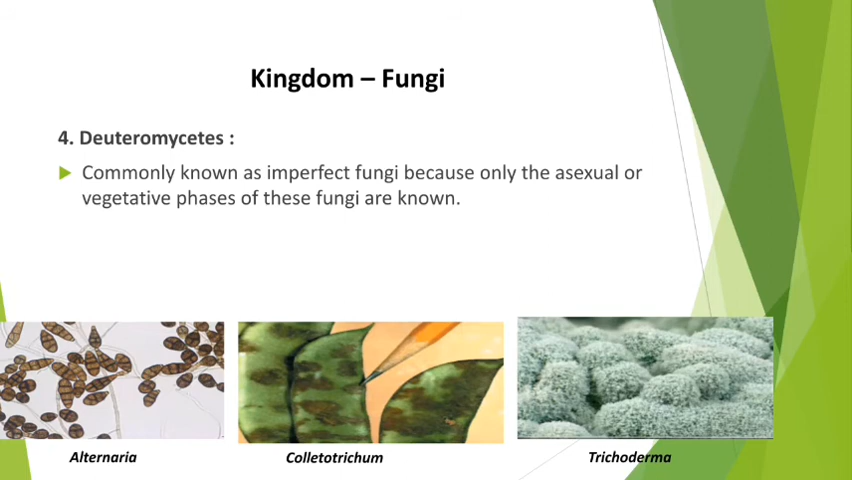 Kingdom – Fungi
4. Deuteromycetes :
Commonly known as imperfect fungi because only the asexual or
vegetative phases of these fungi are known.
Alternaria
Colletotrichum
Trichoderma